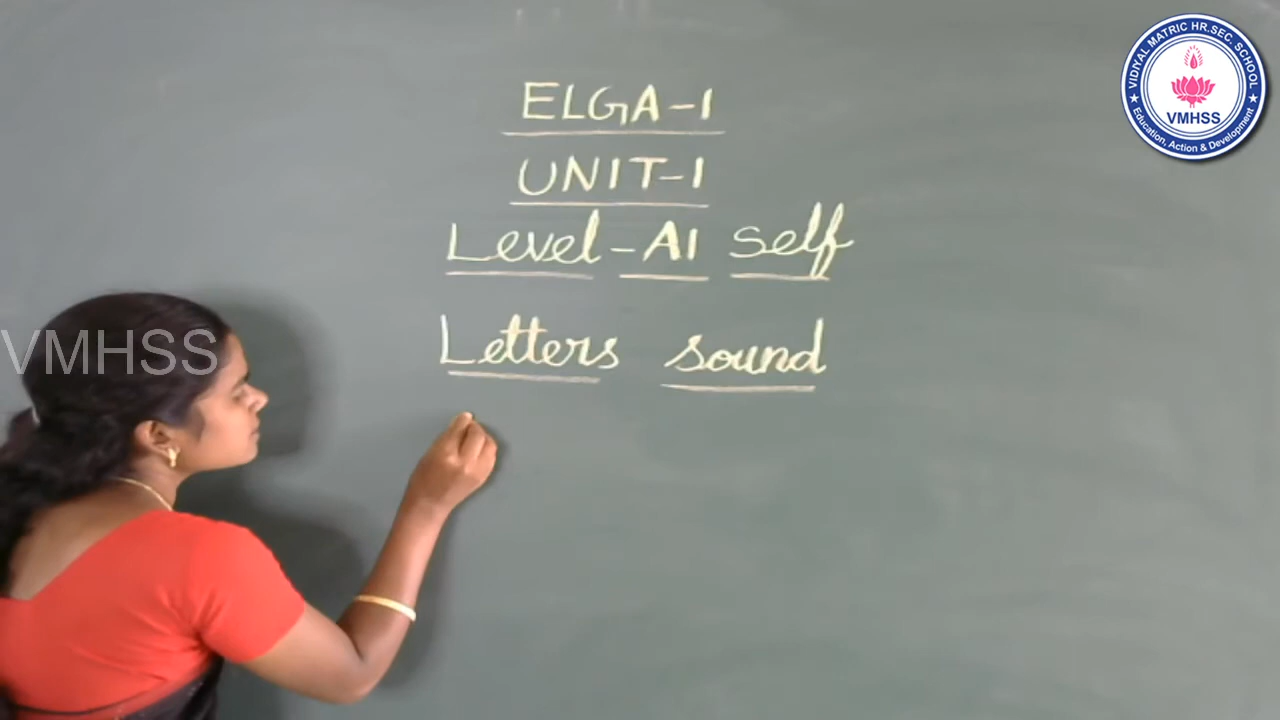 ELGA-1
UNIT-1
Level-A1 self
Letters sound
VMHSS
VIDIYAL MATRIC HR.SEC. SCHOOL
VMHSS
★ Education, Action & Development ★